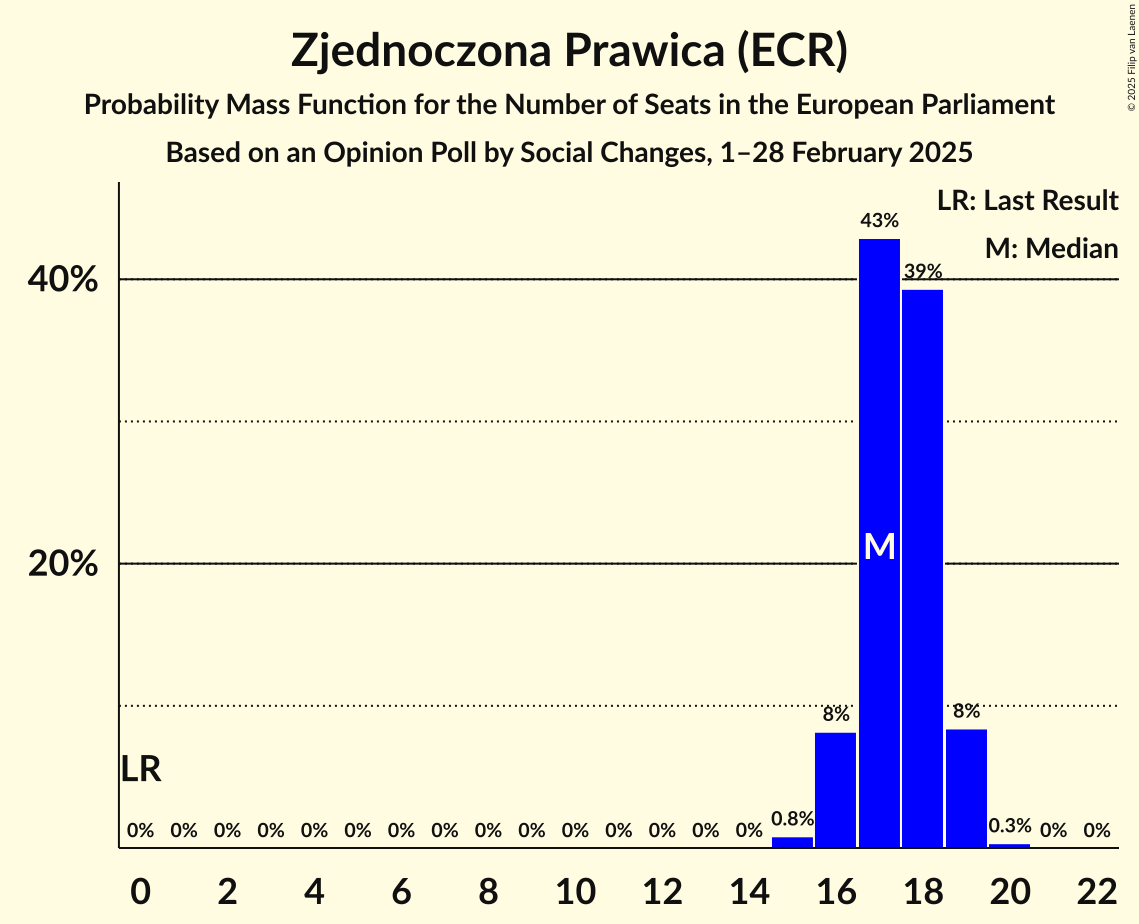 Zjednoczona Prawica (ECR)
Probability Mass Function for the Number of Seats in the European Parliament
Based on an Opinion Poll by Social Changes, 1–28 February 2025
© 2025 Filip van Laenen
LR: Last Result
M: Median
40%
20%
43%
39%
M
8%
8%
LR
0% 0% 0% 0% 0% 0% 0% 0% 0% 0% 0% 0% 0% 0% 0% 0.8% 0.3% 0% 0%
0 2 4 6 8 10 12 14 16 18 20 22